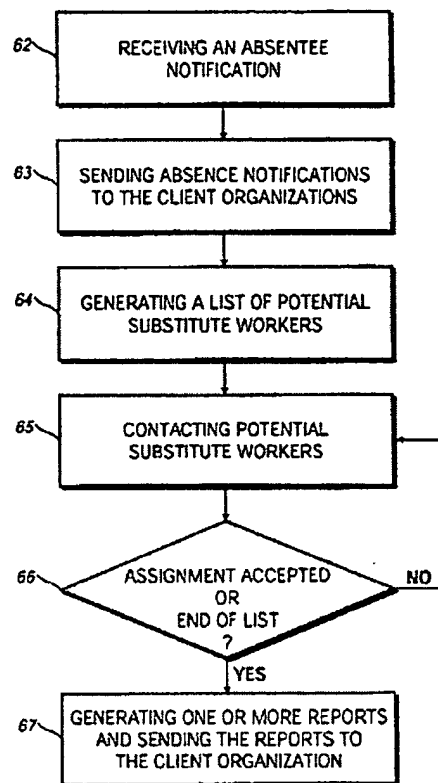 62
RECEIVING AN ABSENTEE
NOTIFICATION
63
SENDING ABSENCE NOTIFICATIONS
TO THE CLIENT ORGANIZATIONS
64
GENERATING A LIST OF POTENTIAL
SUBSTITUTE WORKERS
65
CONTACTING POTENTIAL
SUBSTITUTE WORKERS
66
ASSIGNMENT ACCEPTED
OR
END OF LIST
?
NO
YES
67
GENERATING ONE OR MORE REPORTS
AND SENDING THE REPORTS TO
THE CLIENT ORGANIZATION